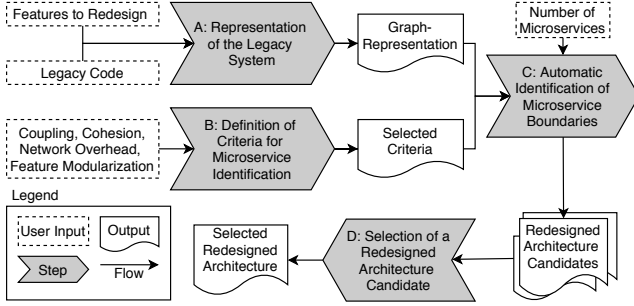 Features to Redesign
Legacy Code
A: Representation
of the Legacy
System
Graph-
Representation
Number of
Microservices
C: Automatic
Identification of
Microservice
Boundaries
Coupling, Cohesion,
Network Overhead,
Feature Modularization
B: Definition of
Criteria for
Microservice
Identification
Selected
Criteria
Legend
User Input
Output
Step
Flow
Selected
Redesigned
Architecture
D: Selection of a
Redesigned
Architecture
Candidate
Redesigned
Architecture
Candidates